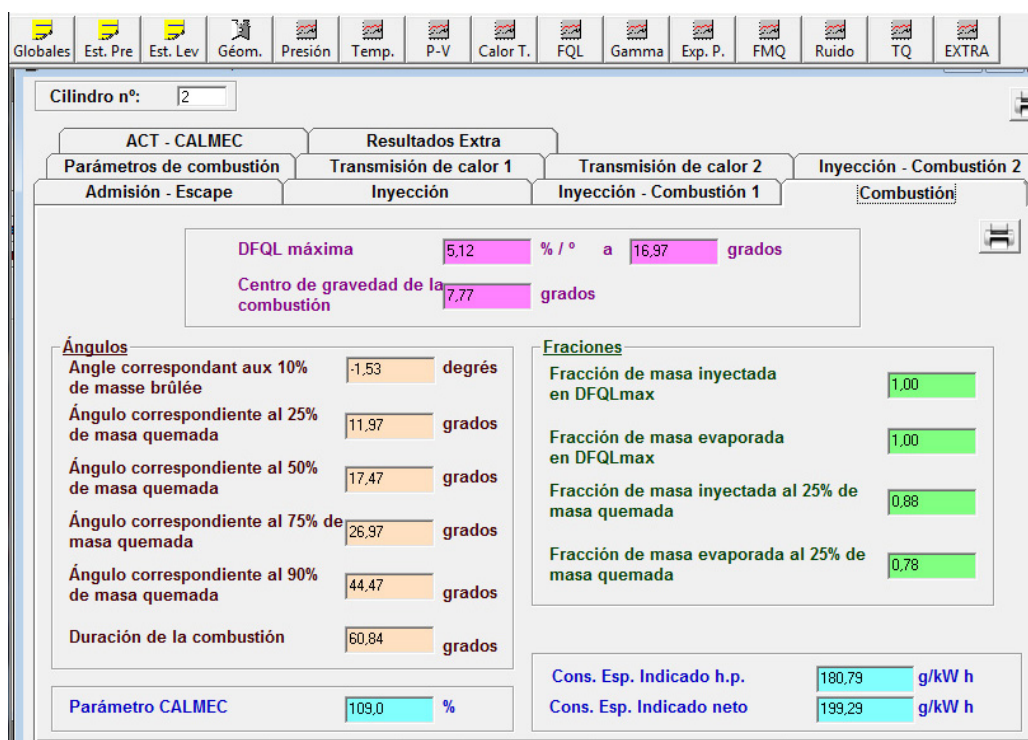 Globales Est. Pre Est. Lev Géom. Presión Temp. P-V Calor T. FQL Gamma Exp. P. FMQ Ruido TQ EXTRA
Cilindro nº: 2
ACT - CALMEC Resultados Extra
Parámetros de combustión Transmisión de calor 1 Transmisión de calor 2 Inyección - Combustión 2
Admisión - Escape Inyección Inyección - Combustión 1 Combustión
DFQL máxima 5,12 % / º a 16,97 grados
Centro de gravedad de la
combustión 7,77 grados
Ángulos
Angle correspondant aux 10%
de masse brûlée -1,53 degrés
Ángulo correspondiente al 25%
de masa quemada 11,97 grados
Ángulo correspondiente al 50%
de masa quemada 17,47 grados
Ángulo correspondiente al 75% de
masa quemada 26,97 grados
Ángulo correspondiente al 90%
de masa quemada 44,47 grados
Duración de la combustión 60,84 grados
Parámetro CALMEC 109,0 %
Fraciones
Fracción de masa inyectada
en DFQLmax 1,00
Fracción de masa evaporada
en DFQLmax 1,00
Fracción de masa inyectada al 25% de
masa quemada 0,88
Fracción de masa evaporada al 25% de
masa quemada 0,78
Cons. Esp. Indicado h.p. 180,79 g/kW h
Cons. Esp. Indicado neto 199,29 g/kW h